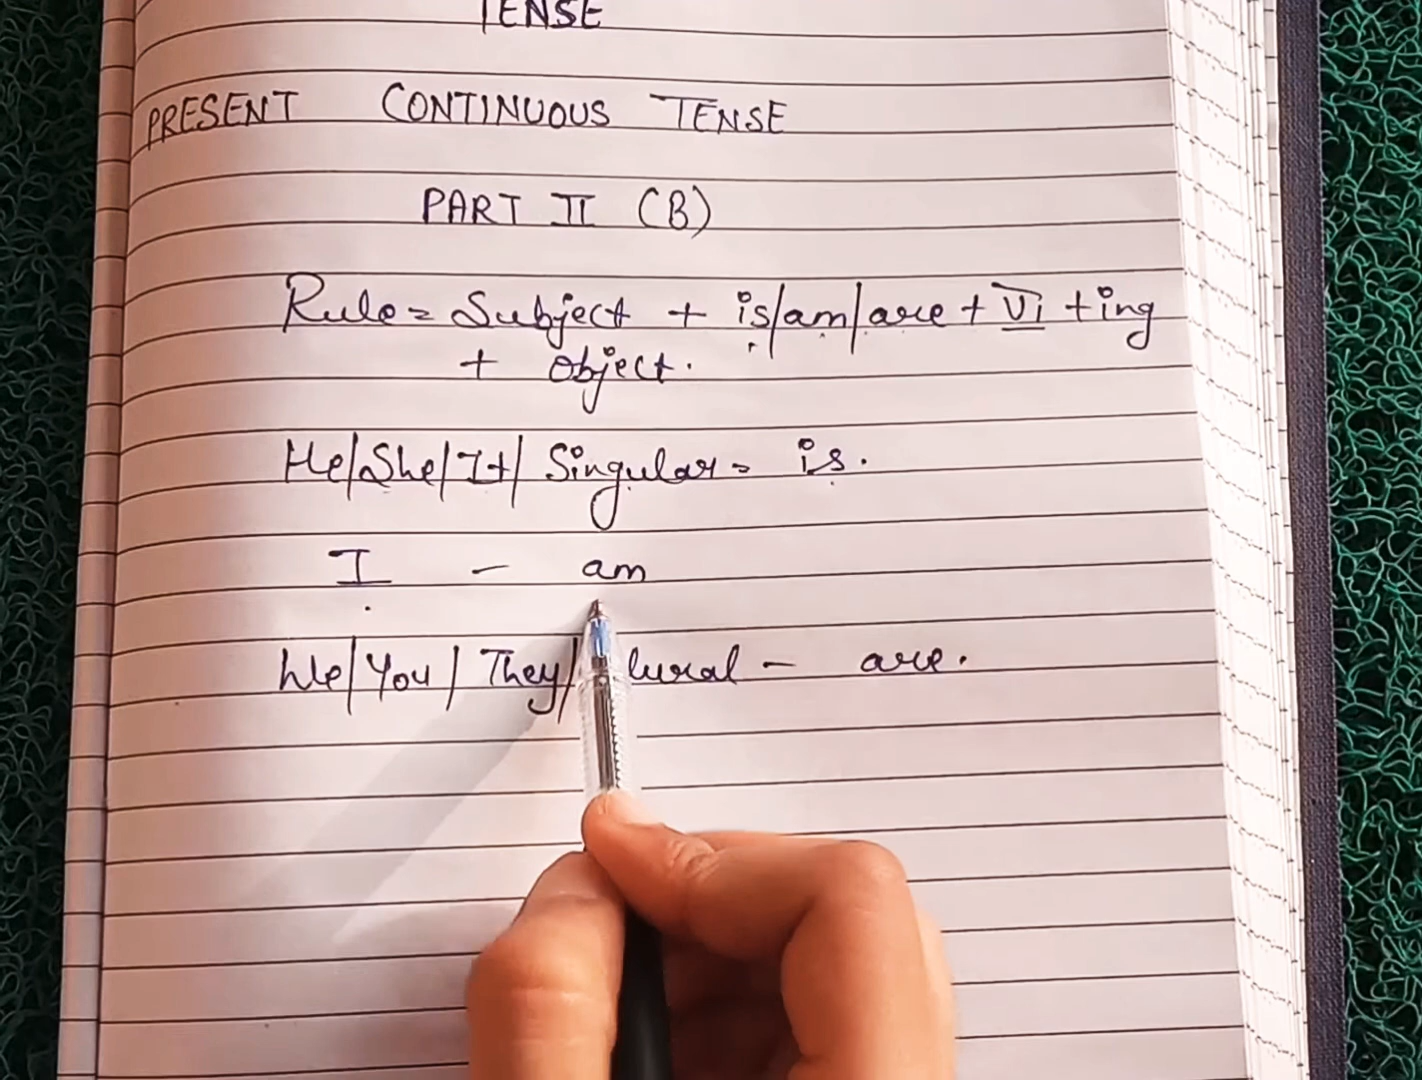 TENSE
PRESENT CONTINUOUS TENSE
PART II (B)
Rule = Subject + is/am/are + V1 + ing
+ object.
He/She/It/ Singular = is.
I - am
We/You/They/ lural - are.